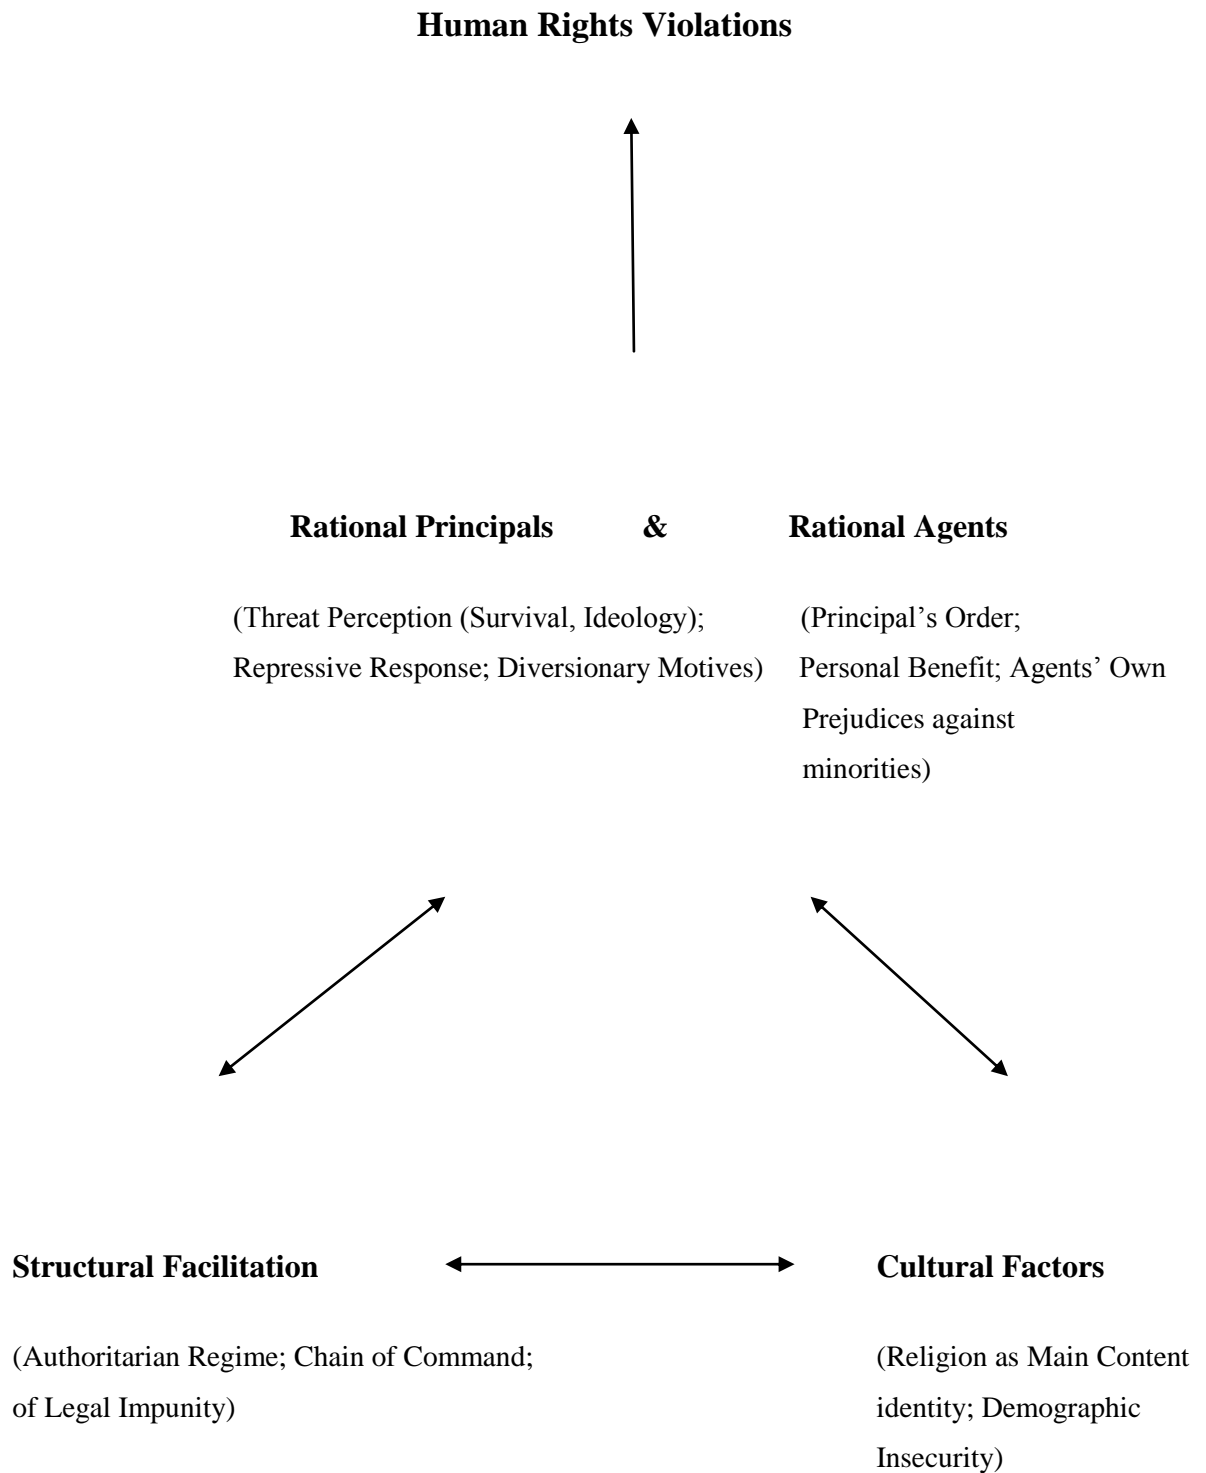 Human Rights Violations
Rational Principals & Rational Agents
(Threat Perception (Survival, Ideology); (Principal’s Order;
Repressive Response; Diversionary Motives) Personal Benefit; Agents’ Own
Prejudices against
minorities)
Structural Facilitation Cultural Factors
(Authoritarian Regime; Chain of Command; (Religion as Main Content
of Legal Impunity) identity; Demographic
Insecurity)